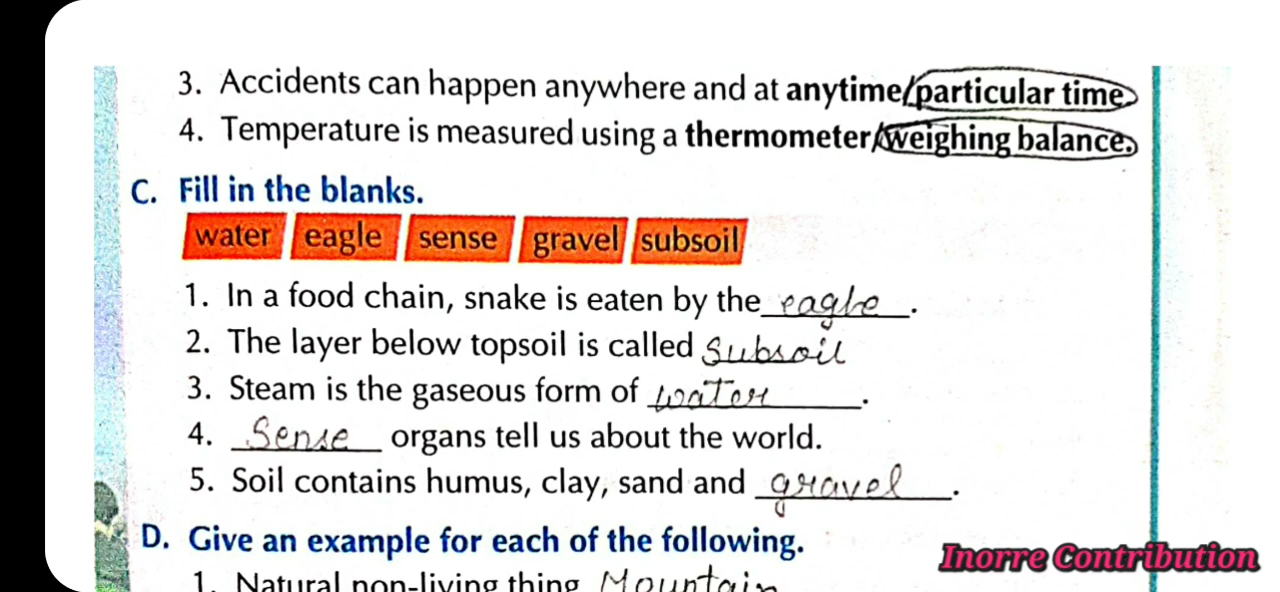 3. Accidents can happen anywhere and at anytime/particular time.
4. Temperature is measured using a thermometer/weighing balance.
C. Fill in the blanks.
water eagle sense gravel subsoil
1. In a food chain, snake is eaten by the eagle.
2. The layer below topsoil is called Subsoil
3. Steam is the gaseous form of water.
4. Sense organs tell us about the world.
5. Soil contains humus, clay, sand and gravel.
D. Give an example for each of the following.
1. Natural non-living thing Mountain
Inorre Contribution